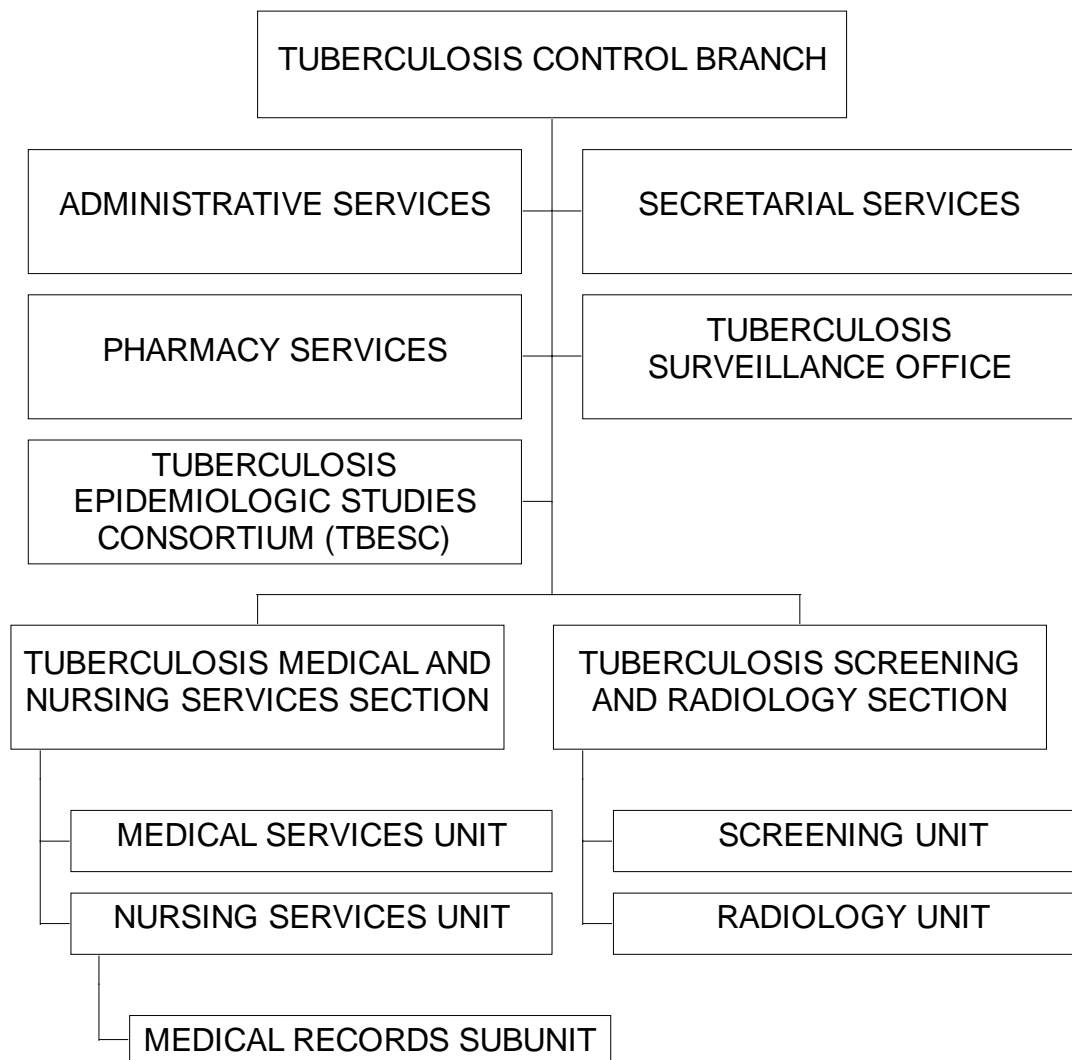 TUBERCULOSIS CONTROL BRANCH
ADMINISTRATIVE SERVICES
SECRETARIAL SERVICES
PHARMACY SERVICES
TUBERCULOSIS
SURVEILLANCE OFFICE
TUBERCULOSIS
EPIDEMIOLOGIC STUDIES
CONSORTIUM (TBESC)
TUBERCULOSIS MEDICAL AND
NURSING SERVICES SECTION
TUBERCULOSIS SCREENING
AND RADIOLOGY SECTION
MEDICAL SERVICES UNIT
SCREENING UNIT
NURSING SERVICES UNIT
RADIOLOGY UNIT
MEDICAL RECORDS SUBUNIT